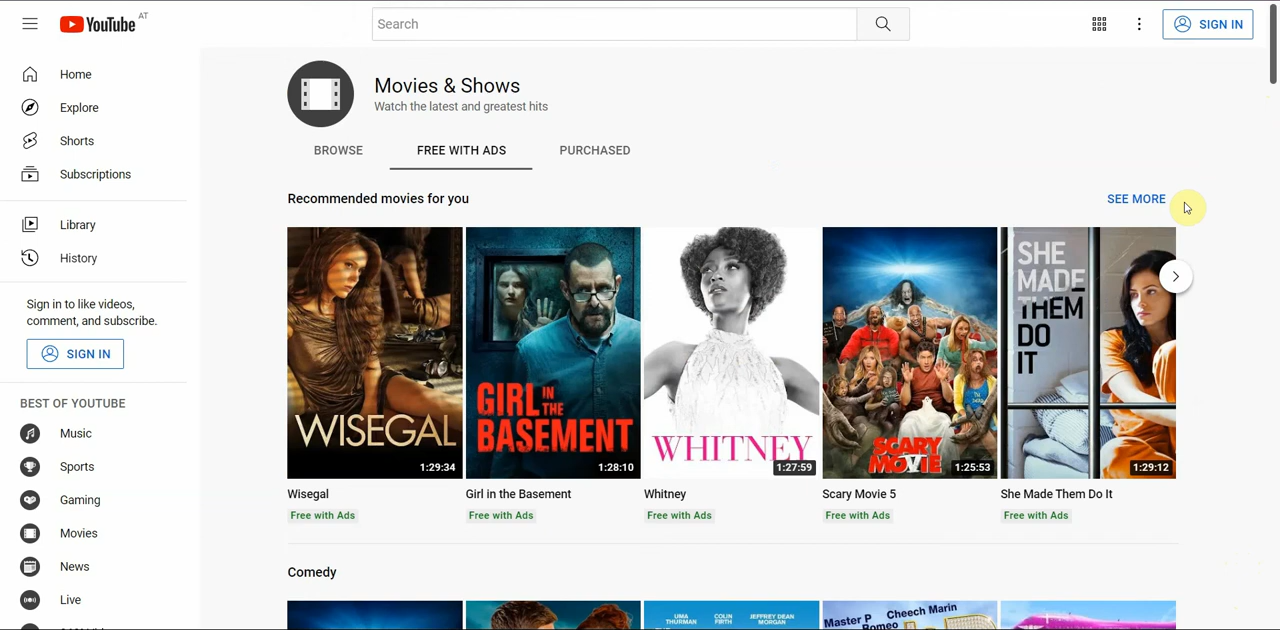 YouTube AT
Search
SIGN IN
Home
Explore
Shorts
Subscriptions
Library
History
Sign in to like videos,
comment, and subscribe.
SIGN IN
BEST OF YOUTUBE
Music
Sports
Gaming
Movies
News
Live
Movies & Shows
Watch the latest and greatest hits
BROWSE
FREE WITH ADS
PURCHASED
Recommended movies for you
SEE MORE
WISEGAL
1:29:34
GIRL IN THE
BASEMENT
1:28:10
WHITNEY
1:27:59
SCARY
MOVIE
1:25:53
SHE
MADE
THEM
DO
IT
1:29:12
Wisegal
Girl in the Basement
Whitney
Scary Movie 5
She Made Them Do It
Free with Ads
Free with Ads
Free with Ads
Free with Ads
Free with Ads
Comedy
UMA THURMAN
COLIN FIRTH
JEFFREY DEAN MORGAN
Master P
Cheech Marin
Romeo